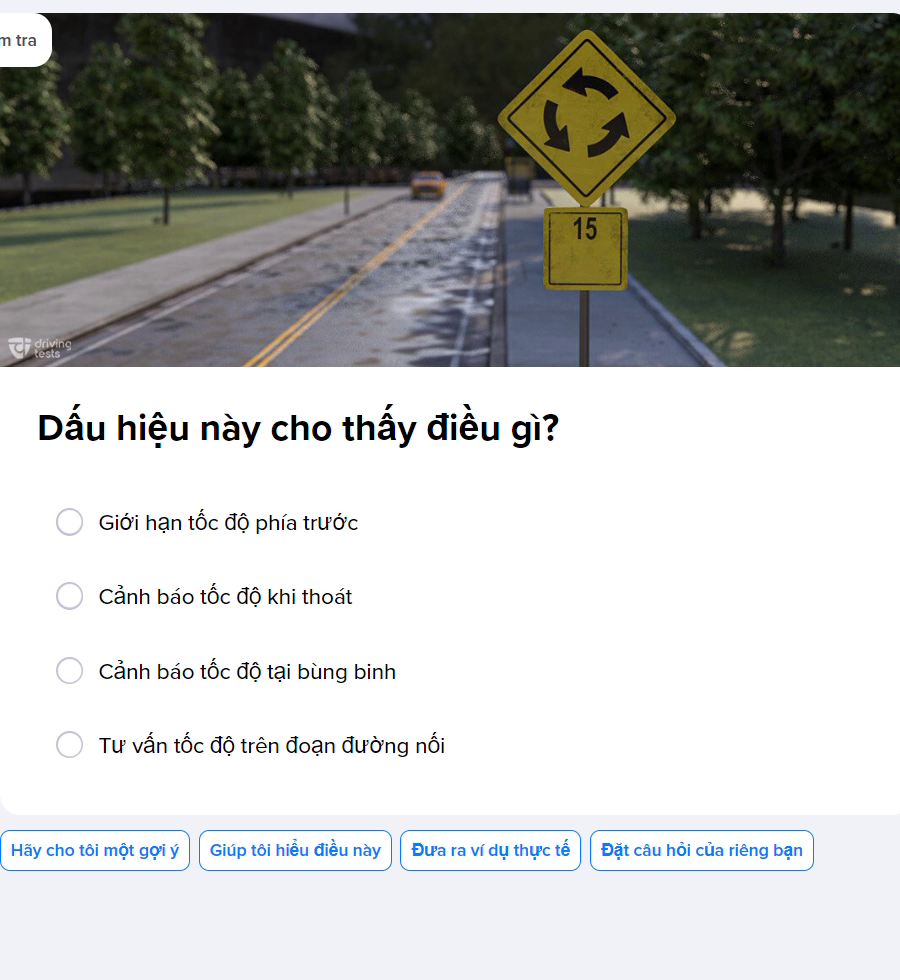 m tra
15
driving
tests
Dấu hiệu này cho thấy điều gì?
Giới hạn tốc độ phía trước
Cảnh báo tốc độ khi thoát
Cảnh báo tốc độ tại bùng binh
Tư vấn tốc độ trên đoạn đường nối
Hãy cho tôi một gợi ý
Giúp tôi hiểu điều này
Đưa ra ví dụ thực tế
Đặt câu hỏi của riêng bạn